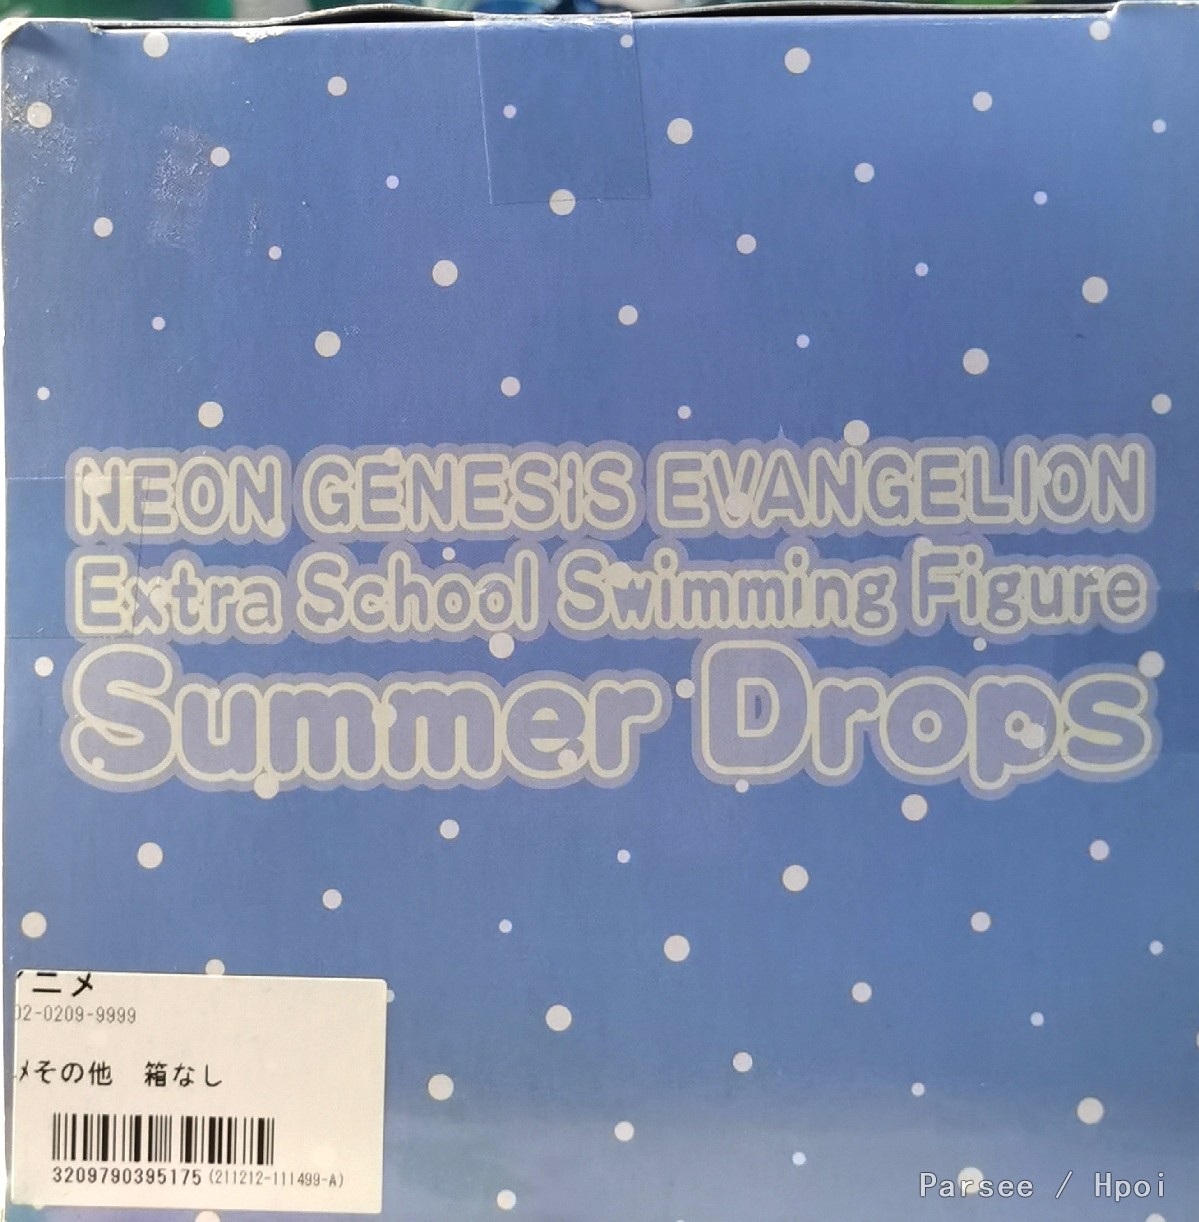 NEON GENESIS EVANGELION
Extra School Swimming Figure
Summer Drops
ニメ
02-0209-9999
メその他 箱なし
3209790395175 (211212-111499-A)
Parsee / Hpoi